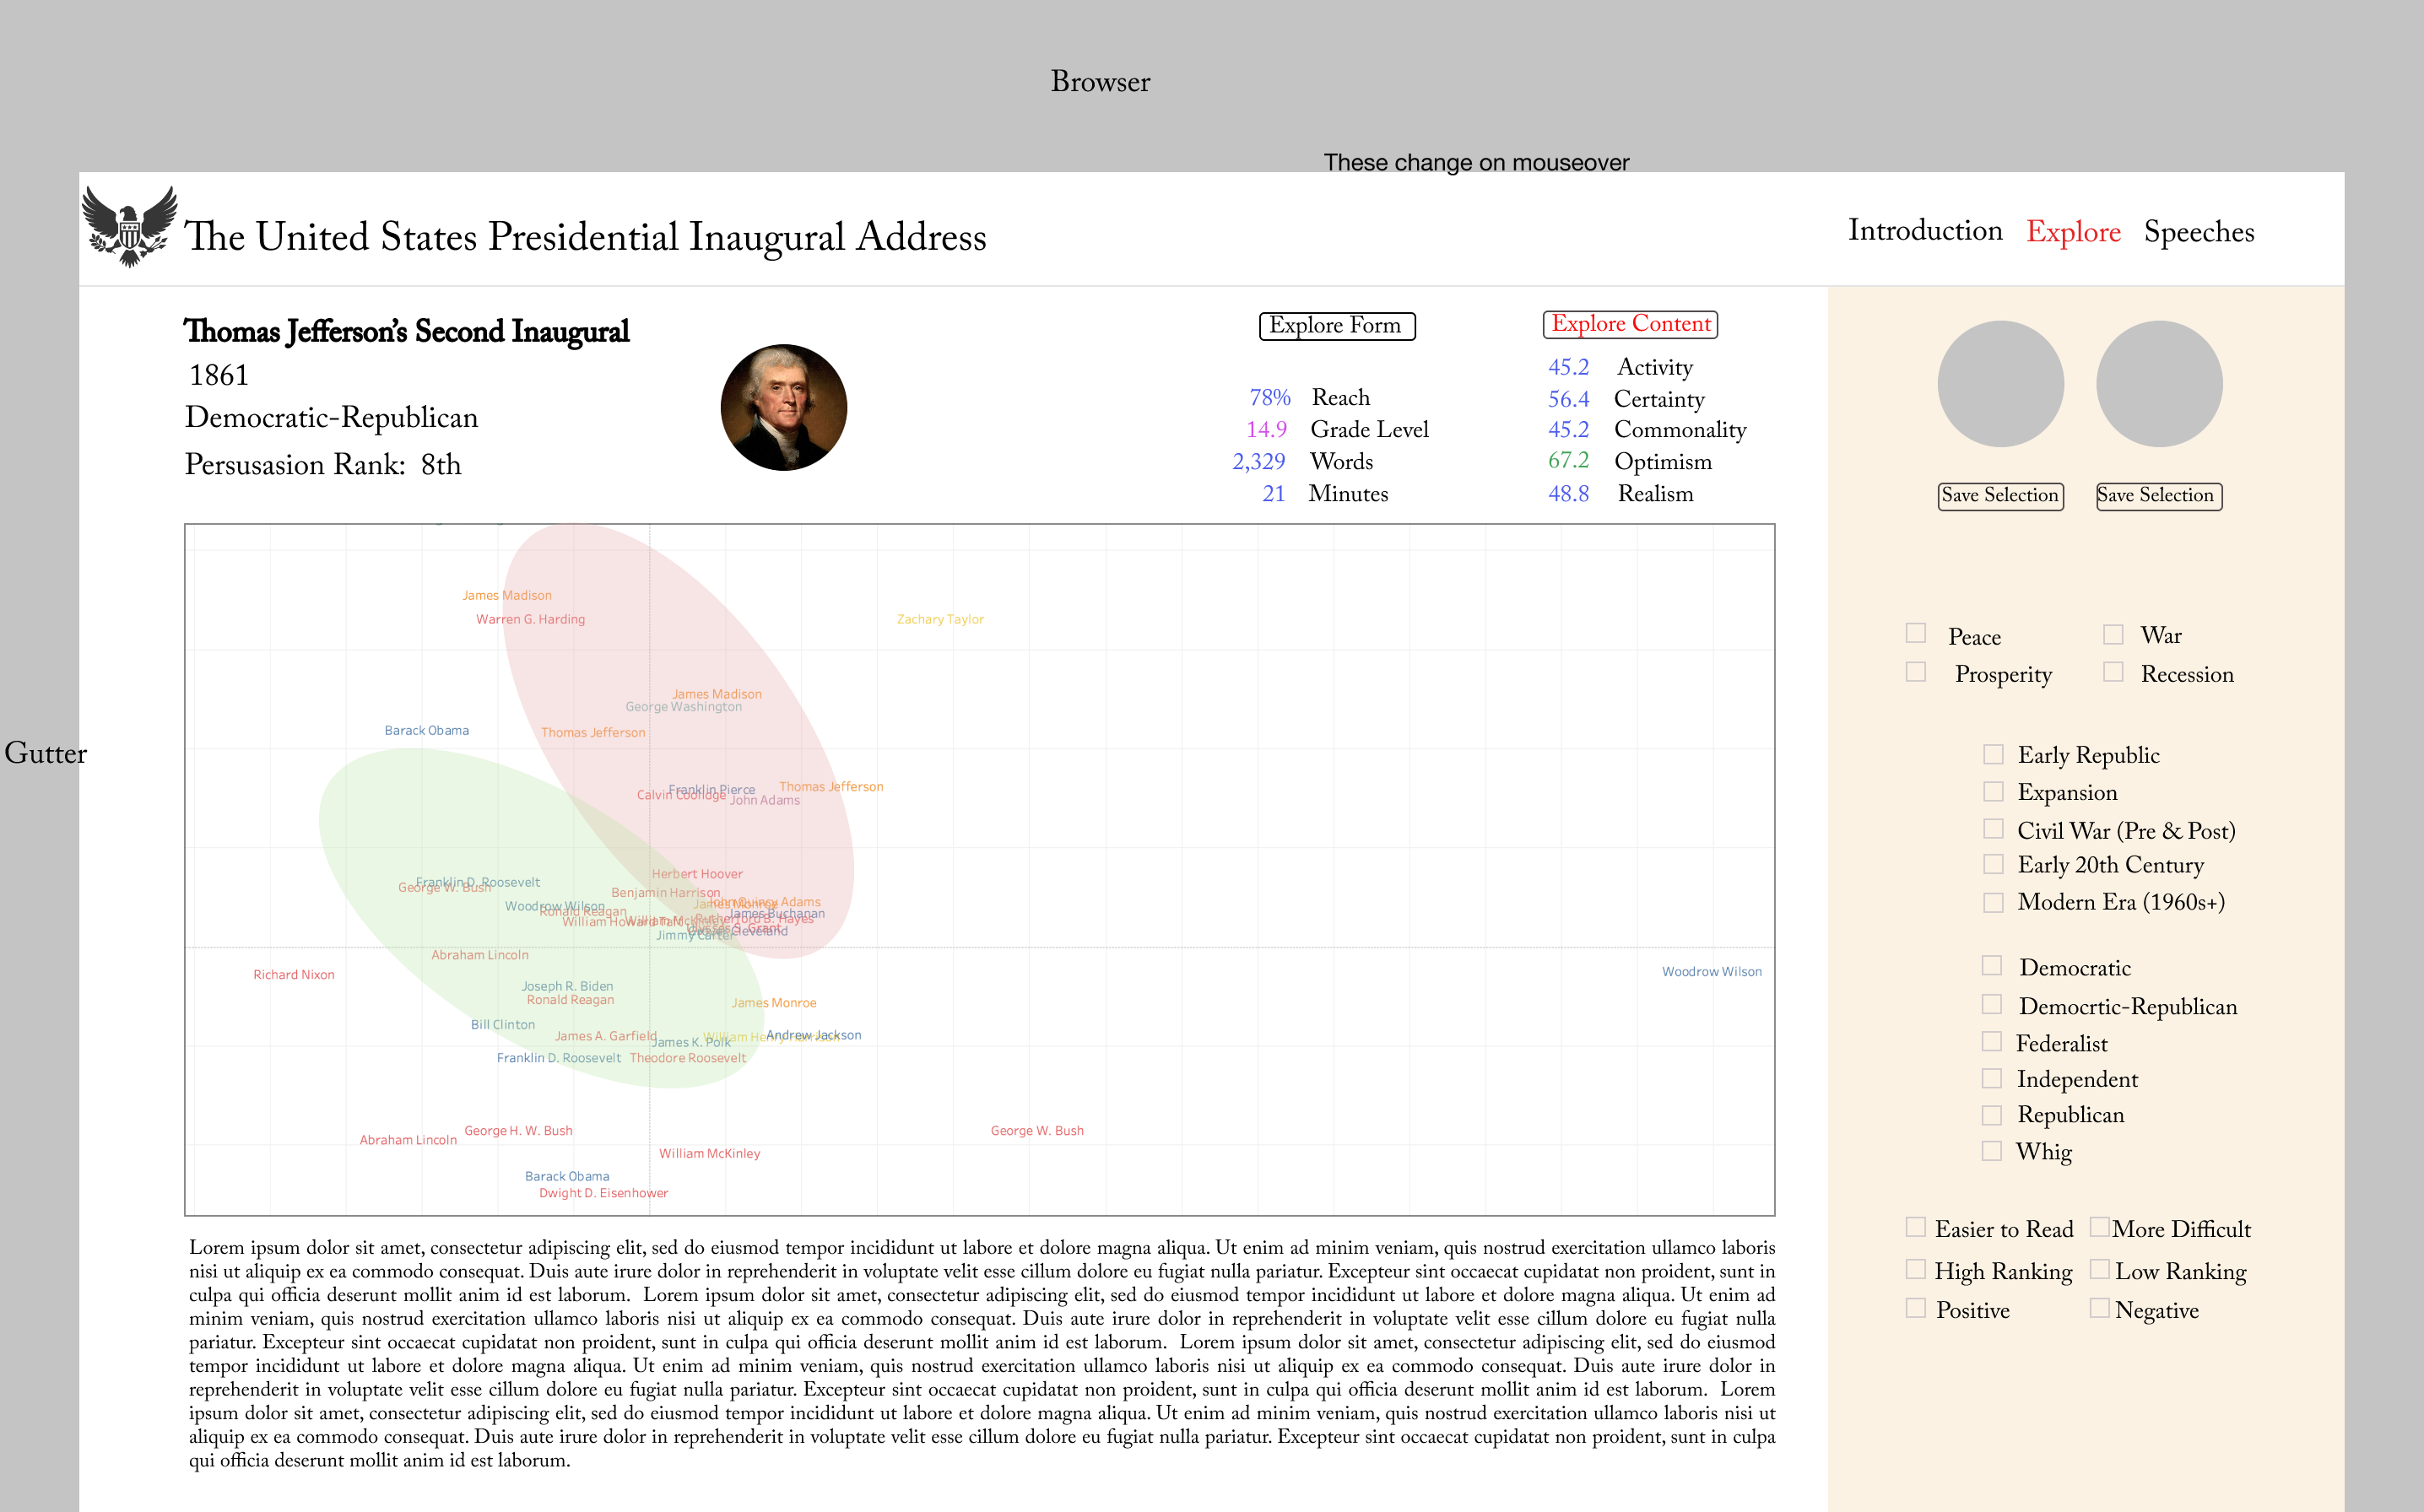 Browser
These change on mouseover
The United States Presidential Inaugural Address
Introduction Explore Speeches
Thomas Jefferson's Second Inaugural
1861
Democratic-Republican
Persusasion Rank: 8th
Explore Form
78% Reach
14.9 Grade Level
2,329 Words
21 Minutes
Explore Content
45.2 Activity
56.4 Certainty
45.2 Commonality
67.2 Optimism
48.8 Realism
Save Selection Save Selection
Gutter
James Madison
Warren G. Harding
Zachary Taylor
James Madison
George Washington
Barack Obama
Thomas Jefferson
Thomas Jefferson
Franklin Pierce
Calvin Coolidge
John Adams
Herbert Hoover
Franklin D. Roosevelt
George W. Bush
Benjamin Harrison
John Quincy Adams
James Monroe
Woodrow Wilson
Ronald Reagan
James Buchanan
William Howard Taft
William McKinley
Rutherford B. Hayes
Ulysses S. Grant
Cleveland
Jimmy Carter
Abraham Lincoln
Richard Nixon
Woodrow Wilson
Joseph R. Biden
Ronald Reagan
James Monroe
Bill Clinton
James A. Garfield
James K. Polk
William Henry Harrison
Andrew Jackson
Franklin D. Roosevelt
Theodore Roosevelt
George H. W. Bush
George W. Bush
Abraham Lincoln
William McKinley
Barack Obama
Dwight D. Eisenhower
Lorem ipsum dolor sit amet, consectetur adipiscing elit, sed do eiusmod tempor incididunt ut labore et dolore magna aliqua. Ut enim ad minim veniam, quis nostrud exercitation ullamco laboris
nisi ut aliquip ex ea commodo consequat. Duis aute irure dolor in reprehenderit in voluptate velit esse cillum dolore eu fugiat nulla pariatur. Excepteur sint occaecat cupidatat non proident, sunt in
culpa qui officia deserunt mollit anim id est laborum. Lorem ipsum dolor sit amet, consectetur adipiscing elit, sed do eiusmod tempor incididunt ut labore et dolore magna aliqua. Ut enim ad
minim veniam, quis nostrud exercitation ullamco laboris nisi ut aliquip ex ea commodo consequat. Duis aute irure dolor in reprehenderit in voluptate velit esse cillum dolore eu fugiat nulla
pariatur. Excepteur sint occaecat cupidatat non proident, sunt in culpa qui officia deserunt mollit anim id est laborum. Lorem ipsum dolor sit amet, consectetur adipiscing elit, sed do eiusmod
tempor incididunt ut labore et dolore magna aliqua. Ut enim ad minim veniam, quis nostrud exercitation ullamco laboris nisi ut aliquip ex ea commodo consequat. Duis aute irure dolor in
reprehenderit in voluptate velit esse cillum dolore eu fugiat nulla pariatur. Excepteur sint occaecat cupidatat non proident, sunt in culpa qui officia deserunt mollit anim id est laborum. Lorem
ipsum dolor sit amet, consectetur adipiscing elit, sed do eiusmod tempor incididunt ut labore et dolore magna aliqua. Ut enim ad minim veniam, quis nostrud exercitation ullamco laboris nisi ut
aliquip ex ea commodo consequat. Duis aute irure dolor in reprehenderit in voluptate velit esse cillum dolore eu fugiat nulla pariatur. Excepteur sint occaecat cupidatat non proident, sunt in culpa
qui officia deserunt mollit anim id est laborum.
Peace War
Prosperity Recession
Early Republic
Expansion
Civil War (Pre & Post)
Early 20th Century
Modern Era (1960s+)
Democratic
Democrtic-Republican
Federalist
Independent
Republican
Whig
Easier to Read More Difficult
High Ranking Low Ranking
Positive Negative